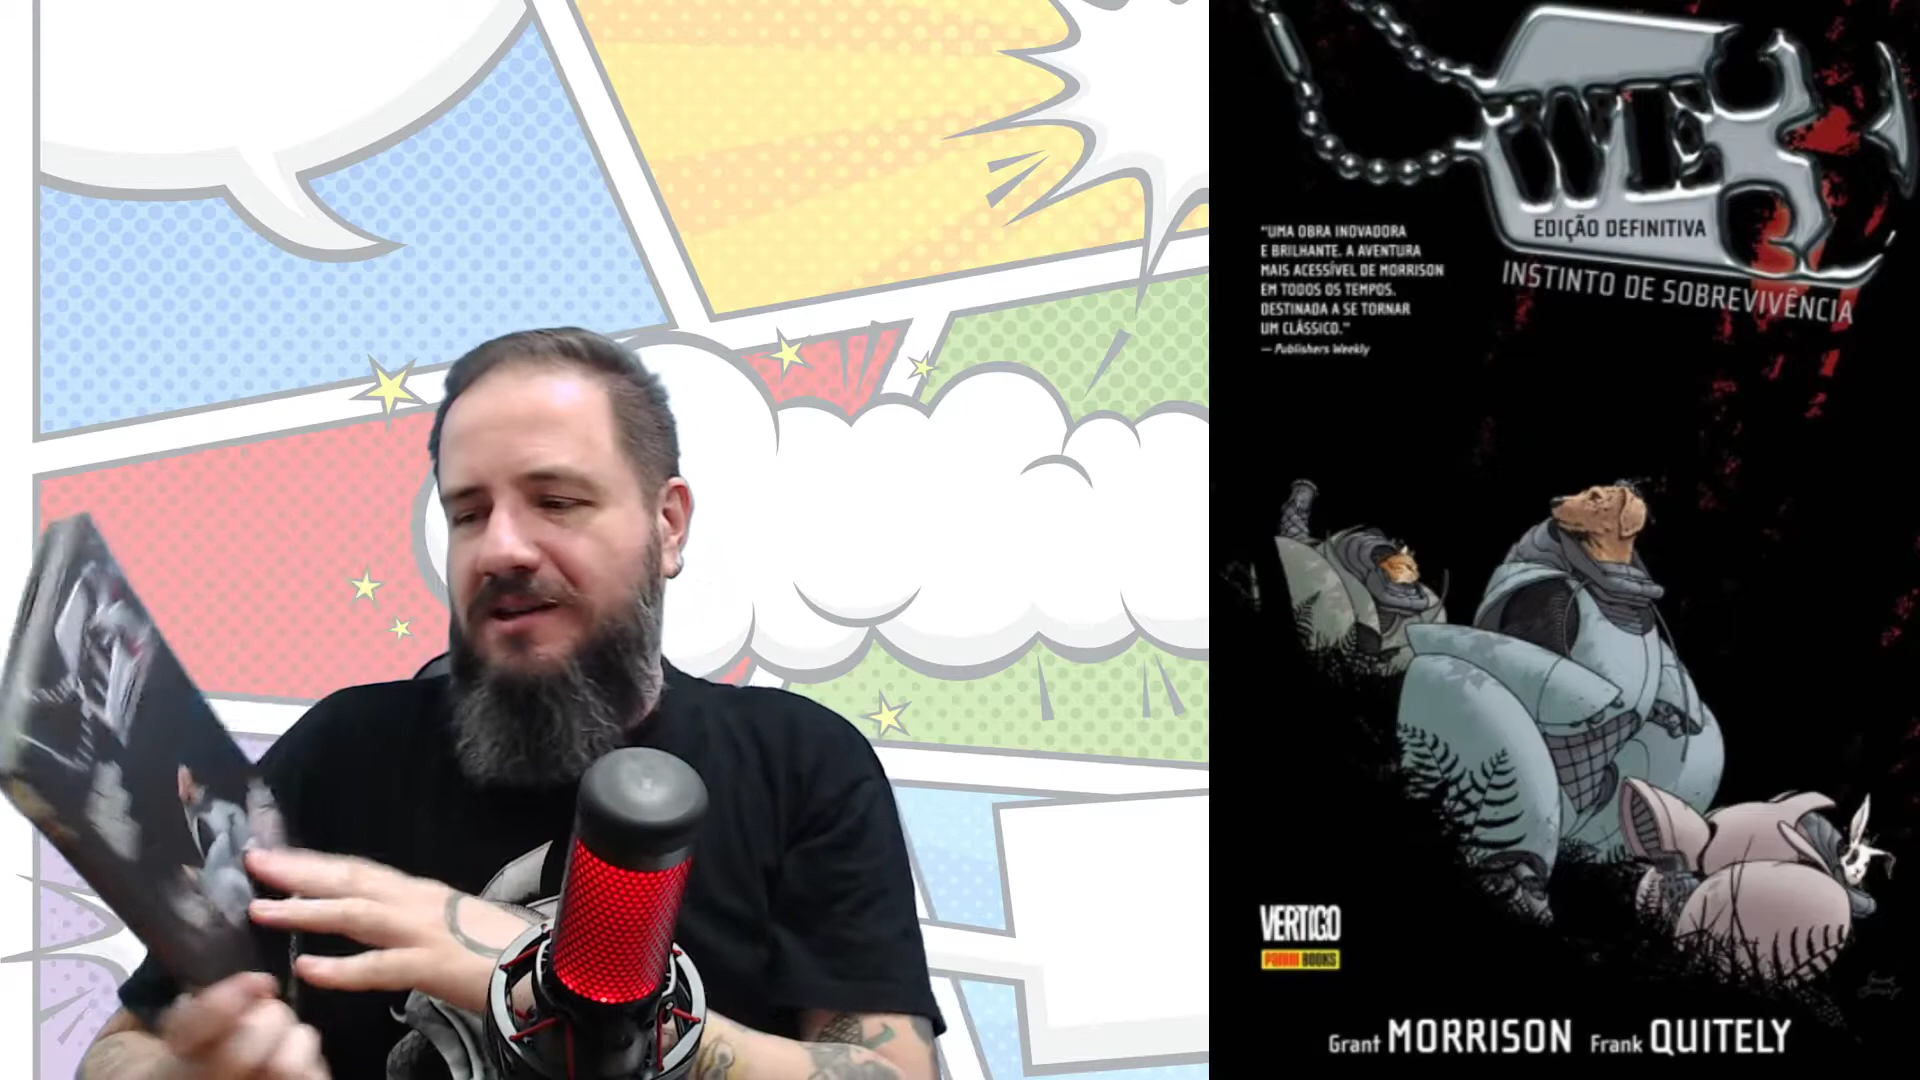 WE3
EDIÇÃO DEFINITIVA
INSTINTO DE SOBREVIVÊNCIA
"UMA OBRA INOVADORA
E BRILHANTE. A AVENTURA
MAIS ACESSÍVEL DE MORRISON
EM TODOS OS TEMPOS.
DESTINADA A SE TORNAR
UM CLÁSSICO."
— Publishers Weekly
VERTIGO
PANINI BOOKS
Grant MORRISON Frank QUITELY